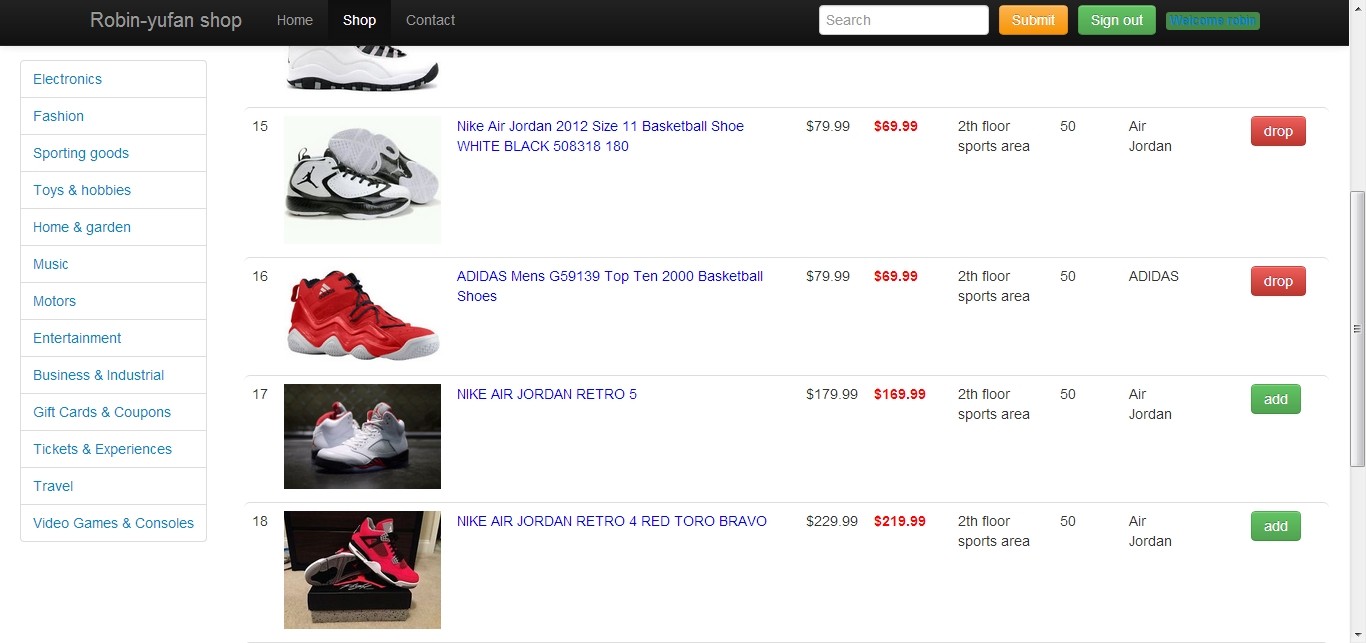 Robin-yufan shop Home Shop Contact Search Submit Sign out Welcome robin
Electronics
Fashion
Sporting goods
Toys & hobbies
Home & garden
Music
Motors
Entertainment
Business & Industrial
Gift Cards & Coupons
Tickets & Experiences
Travel
Video Games & Consoles
15 Nike Air Jordan 2012 Size 11 Basketball Shoe $79.99 $69.99 2th floor 50 Air drop
WHITE BLACK 508318 180 sports area Jordan
16 ADIDAS Mens G59139 Top Ten 2000 Basketball $79.99 $69.99 2th floor 50 ADIDAS drop
Shoes sports area
17 NIKE AIR JORDAN RETRO 5 $179.99 $169.99 2th floor 50 Air add
sports area Jordan
18 NIKE AIR JORDAN RETRO 4 RED TORO BRAVO $229.99 $219.99 2th floor 50 Air add
sports area Jordan